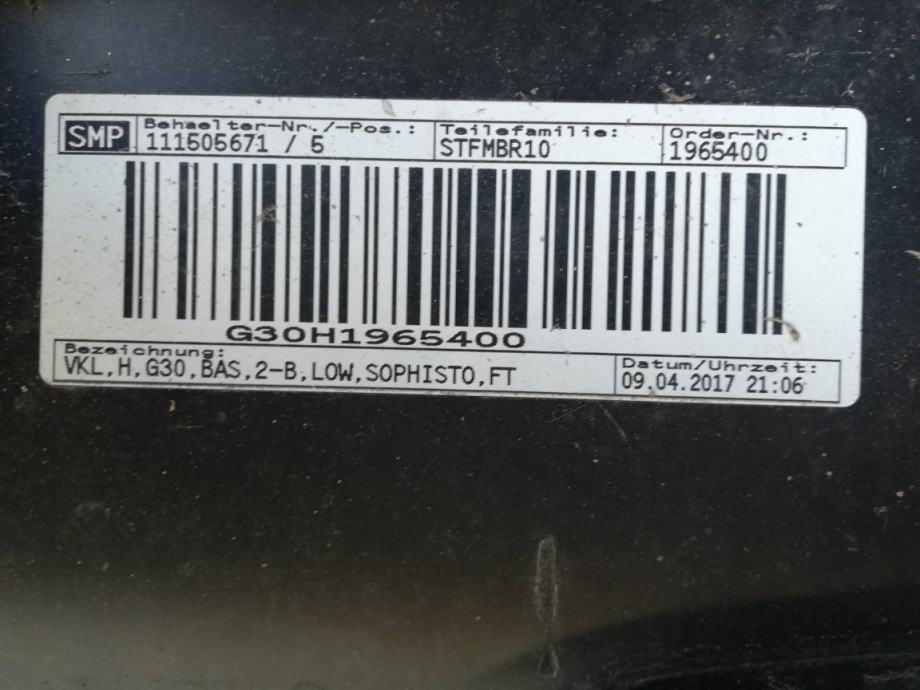 SMP
Behaelter-Nr./-Pos.:
111505671 / 5
Teilefamilie:
STFMBR10
Order-Nr.:
1965400
G30H1965400
Bezeichnung:
VKL,H,G30,BAS,2-B,LOW,SOPHISTO,FT
Datum/Uhrzeit:
09.04.2017 21:06